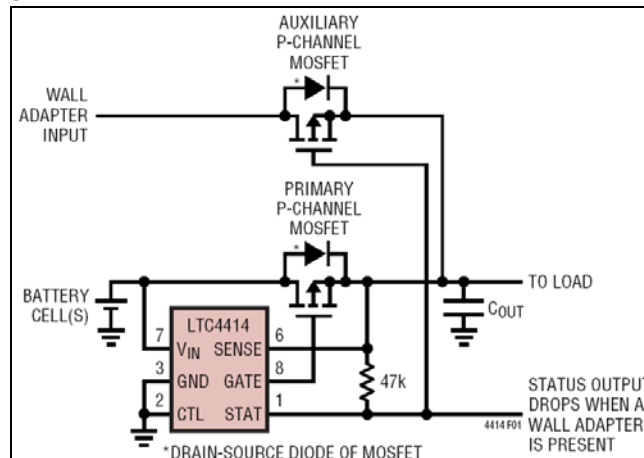 AUXILIARY
P-CHANNEL
MOSFET
*
WALL
ADAPTER
INPUT
PRIMARY
P-CHANNEL
MOSFET
*
TO LOAD
BATTERY
CELL(S)
COUT
LTC4414
7
6
VIN SENSE
3
8
GND GATE
47k
2
1
CTL STAT
STATUS OUTPUT
DROPS WHEN A
WALL ADAPTER
IS PRESENT
4414 F01
*DRAIN-SOURCE DIODE OF MOSFET